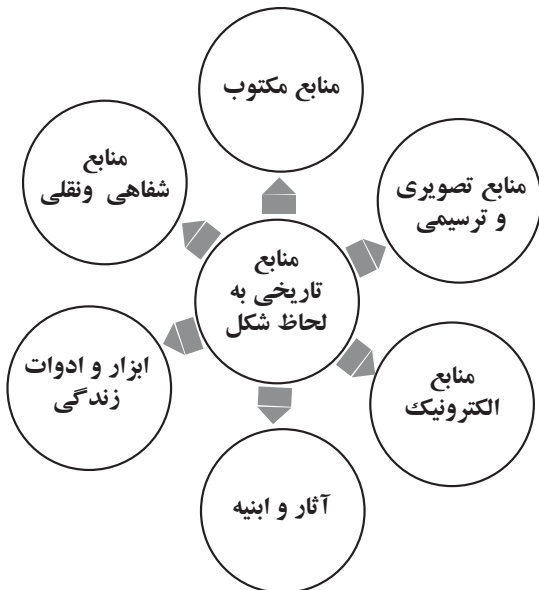 منابع مکتوب
منابع تصویری
و ترسیمی
منابع
الکترونیک
آثار و ابنیه
ابزار و ادوات
زندگی
منابع
شفاهی ونقلی
منابع
تاریخی به
لحاظ شکل